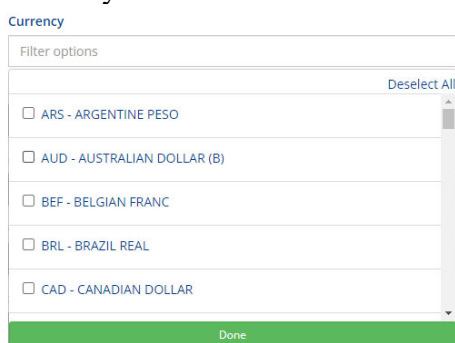 Currency
Filter options
Deselect All
ARS - ARGENTINE PESO
AUD - AUSTRALIAN DOLLAR (B)
BEF - BELGIAN FRANC
BRL - BRAZIL REAL
CAD - CANADIAN DOLLAR
Done